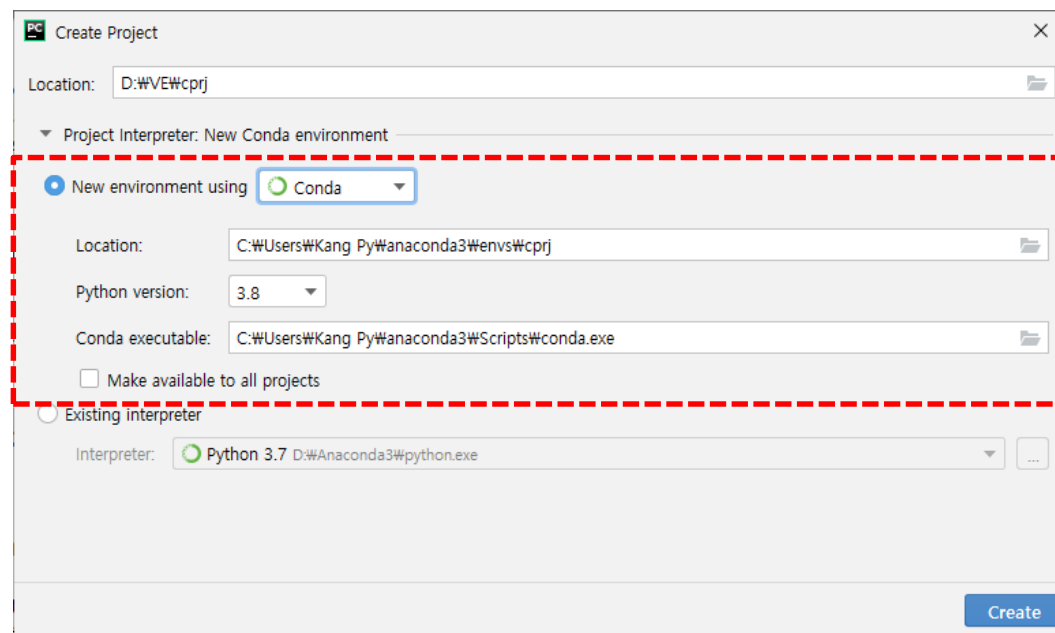 PC Create Project
Location: D:₩VE₩cprj
Project Interpreter: New Conda environment
New environment using Conda
Location: C:₩Users₩Kang Py₩anaconda3₩envs₩cprj
Python version: 3.8
Conda executable: C:₩Users₩Kang Py₩anaconda3₩Scripts₩conda.exe
Make available to all projects
Existing interpreter
Interpreter: Python 3.7 D:₩Anaconda3₩python.exe ...
Create